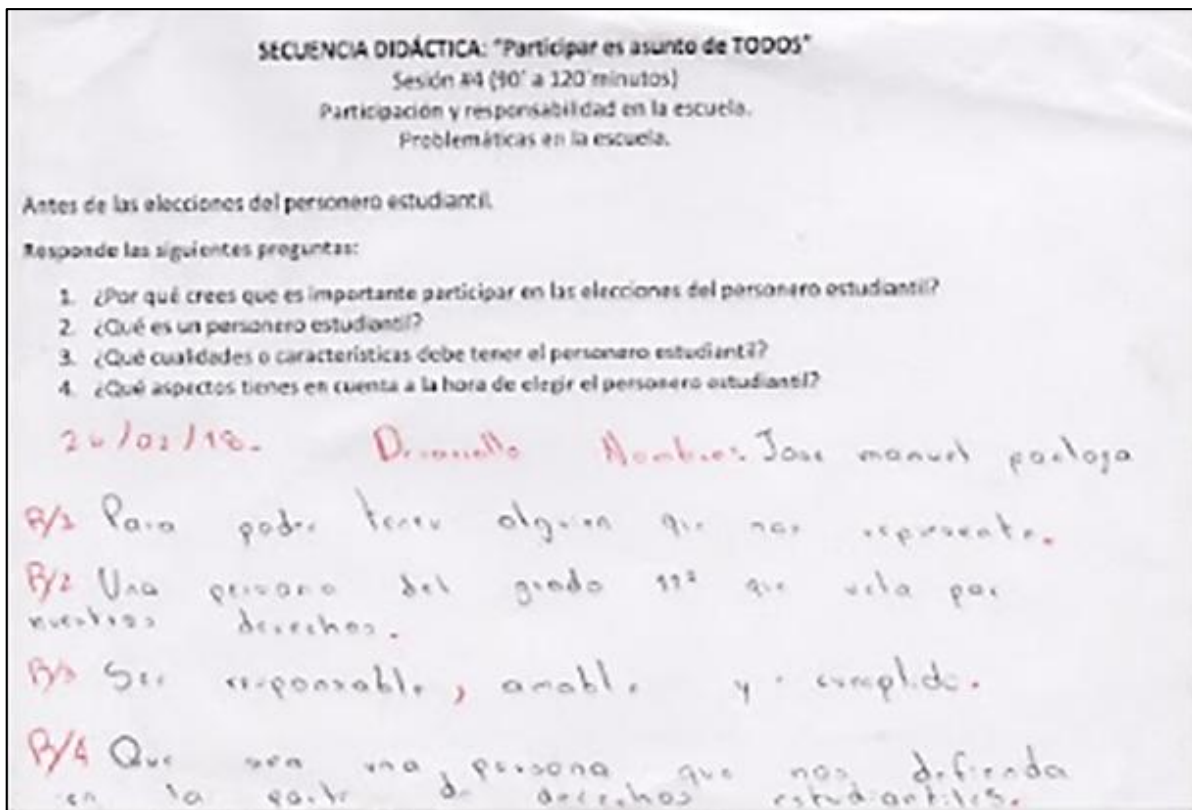 SECUENCIA DIDÁCTICA: "Participar es asunto de TODOS"
Sesión #4 (90´ a 120´minutos)
Participación y responsabilidad en la escuela.
Problemáticas en la escuela.
Antes de las elecciones del personero estudiantil.
Responde las siguientes preguntas:
1. ¿Por qué crees que es importante participar en las elecciones del personero estudiantil?
2. ¿Qué es un personero estudiantil?
3. ¿Qué cualidades o características debe tener el personero estudiantil?
4. ¿Qué aspectos tienes en cuenta a la hora de elegir el personero estudiantil?
Desarrollo Nombre: Jose manuel
R/1 Para poder tener alguien que nos represente.
R/2 Una persona del grado 11° que vela por
nuestros derechos.
R/3 Ser responsable, amable y cumplido.
R/4 Que sea una persona que nos defienda
en la parte de derechos estudiantiles.